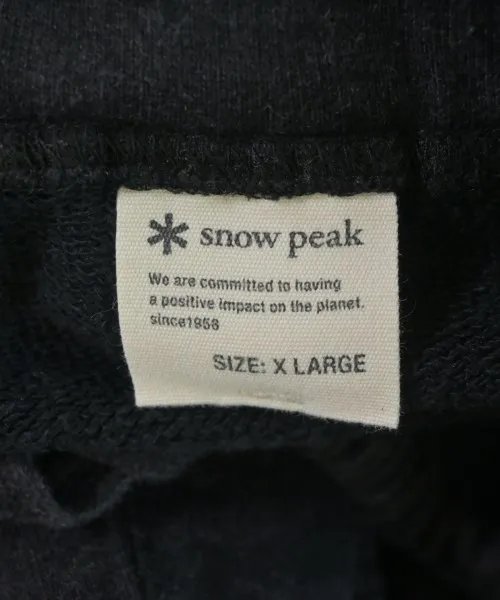 snow peak
We are committed to having
a positive impact on the planet.
since1958
SIZE: X LARGE